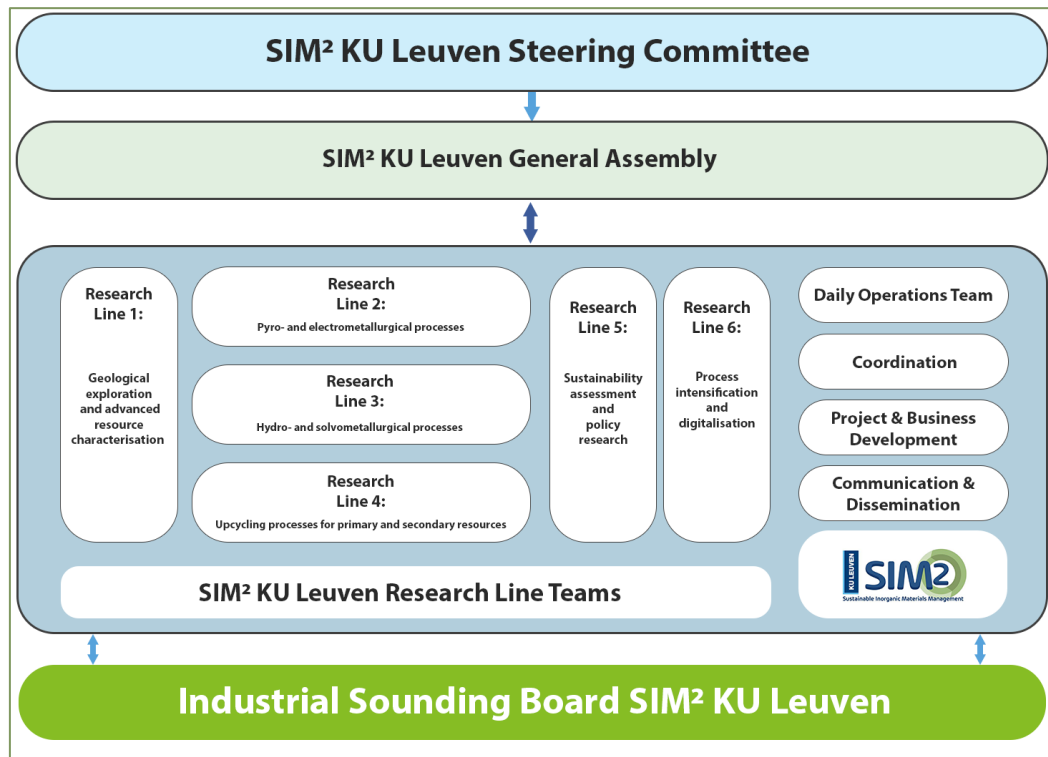 SIM² KU Leuven Steering Committee
SIM² KU Leuven General Assembly
Research
Line 1:
Geological
exploration
and advanced
resource
characterisation
Research
Line 2:
Pyro- and electrometallurgical processes
Research
Line 3:
Hydro- and solvometallurgical processes
Research
Line 4:
Upcycling processes for primary and secondary resources
Research
Line 5:
Sustainability
assessment
and
policy
research
Research
Line 6:
Process
intensification
and
digitalisation
SIM² KU Leuven Research Line Teams
Daily Operations Team
Coordination
Project & Business
Development
Communication &
Dissemination
KU LEUVEN
SIM2
Sustainable Inorganic Materials Management
Industrial Sounding Board SIM² KU Leuven